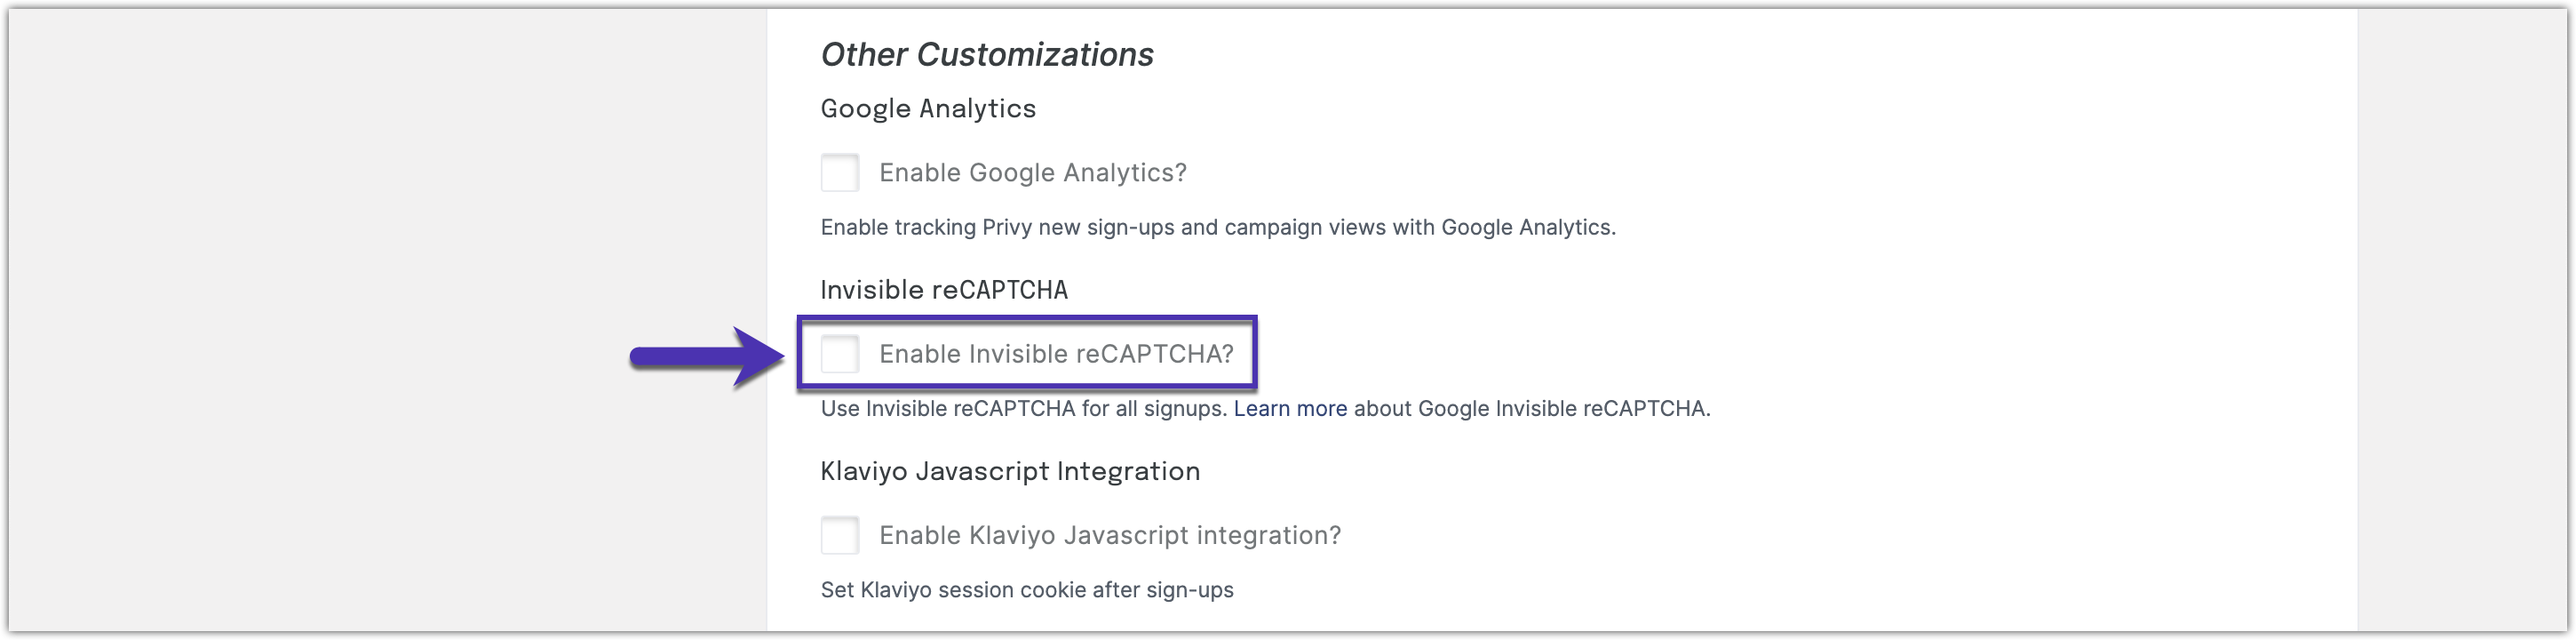 Other Customizations
Google Analytics
Enable Google Analytics?
Enable tracking Privy new sign-ups and campaign views with Google Analytics.
Invisible reCAPTCHA
Enable Invisible reCAPTCHA?
Use Invisible reCAPTCHA for all signups. Learn more about Google Invisible reCAPTCHA.
Klaviyo Javascript Integration
Enable Klaviyo Javascript integration?
Set Klaviyo session cookie after sign-ups